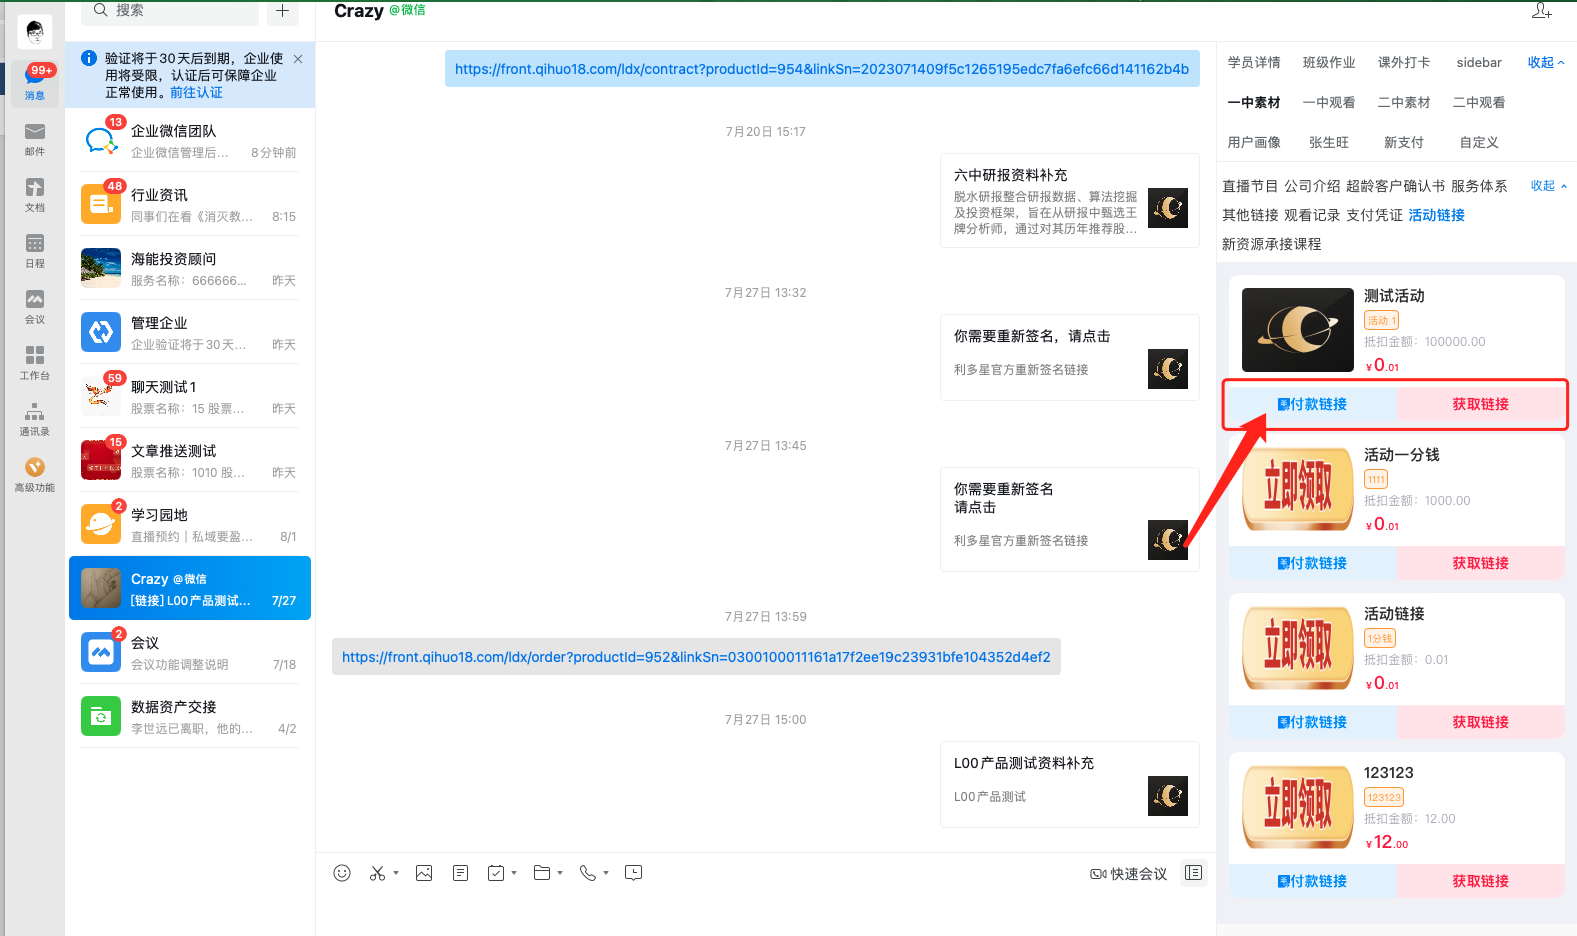 搜索
99+
消息
邮件
文档
日程
会议
工作台
通讯录
高级功能
验证将于30天后到期，企业使
用将受限，认证后可保障企业
正常使用。前往认证
13
企业微信团队
企业微信管理后... 8分钟前
48
行业资讯
同事们在看《消灭教... 8:15
海能投资顾问
服务名称：666666... 昨天
管理企业
企业验证将于30天... 昨天
59
聊天测试1
股票名称：15 股票... 昨天
15
文章推送测试
股票名称：1010 股... 昨天
2
学习园地
直播预约｜私域要盈... 8/1
Crazy @微信
[链接] L00产品测试... 7/27
2
会议
会议功能调整说明 7/18
数据资产交接
李世远已离职，他的... 4/2
Crazy @微信
https://front.qihuo18.com/ldx/contract?productId=954&linkSn=2023071409f5c1265195edc7fa6efc66d141162b4b
7月20日 15:17
六中研报资料补充
脱水研报整合研报数据、算法挖掘
及投资框架，旨在从研报中甄选王
牌分析师，通过对其历年推荐股...
7月27日 13:32
你需要重新签名，请点击
利多星官方重新签名链接
7月27日 13:45
你需要重新签名
请点击
利多星官方重新签名链接
7月27日 13:59
https://front.qihuo18.com/ldx/order?productId=952&linkSn=0300100011161a17f2ee19c23931bfe104352d4ef2
7月27日 15:00
L00产品测试资料补充
L00产品测试
快速会议
学员详情 班级作业 课外打卡 sidebar 收起
一中素材 一中观看 二中素材 二中观看
用户画像 张生旺 新支付 自定义
直播节目 公司介绍 超龄客户确认书 服务体系 收起
其他链接 观看记录 支付凭证 活动链接
新资源承接课程
测试活动
活动 1
抵扣金额：100000.00
¥0.01
付款链接 获取链接
立即领取
活动一分钱
1111
抵扣金额：1000.00
¥0.01
付款链接 获取链接
立即领取
活动链接
1分钱
抵扣金额：0.01
¥0.01
付款链接 获取链接
立即领取
123123
123123
抵扣金额：12.00
¥12.00
付款链接 获取链接